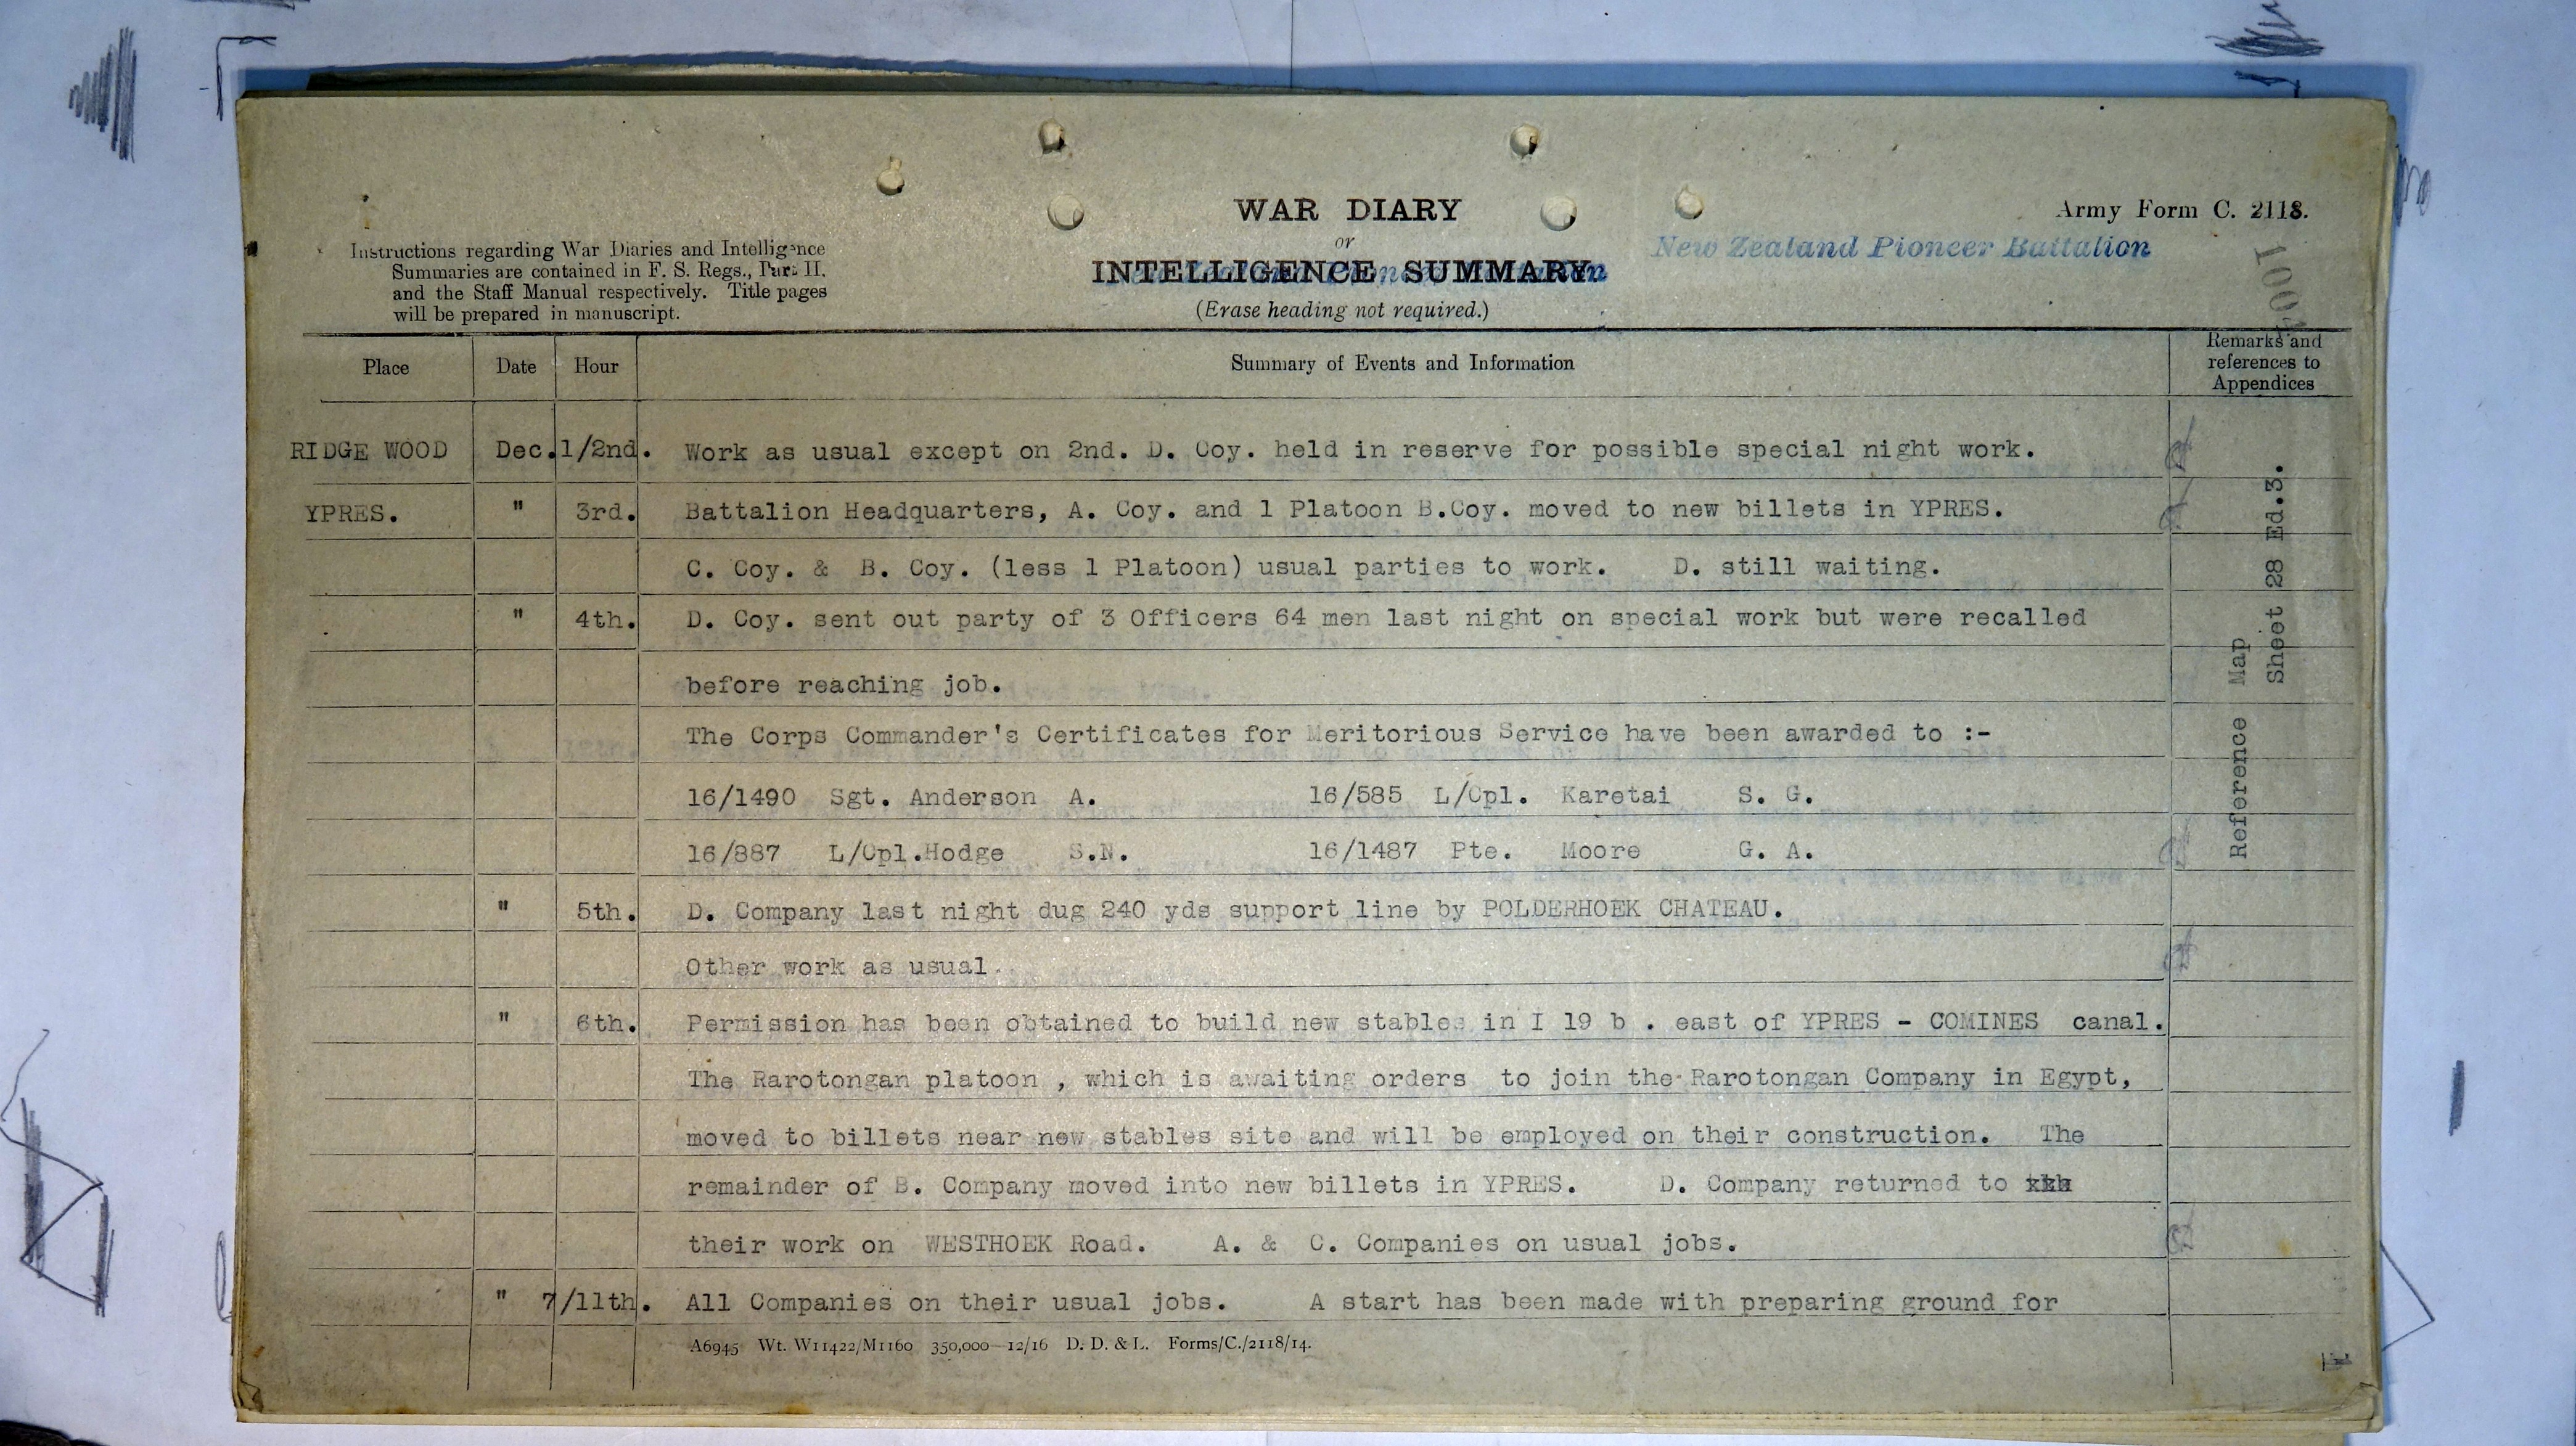 WAR DIARY
or
INTELLIGENCE SUMMARY.
(Erase heading not required.)
Army Form C. 2118.
New Zealand Pioneer Battalion
Instructions regarding War Diaries and Intelligence
Summaries are contained in F. S. Regs., Part II.
and the Staff Manual respectively. Title pages
will be prepared in manuscript.
Place Date Hour Summary of Events and Information Remarks and
references to
Appendices
RIDGE WOOD Dec. 1/2nd. Work as usual except on 2nd. D. Coy. held in reserve for possible special night work.
YPRES. " 3rd. Battalion Headquarters, A. Coy. and 1 Platoon B.Coy. moved to new billets in YPRES.
C. Coy. & B. Coy. (less 1 Platoon) usual parties to work. D. still waiting.
" 4th. D. Coy. sent out party of 3 Officers 64 men last night on special work but were recalled
before reaching job.
The Corps Commander's Certificates for Meritorious Service have been awarded to :-
16/1490 Sgt. Anderson A. 16/585 L/Cpl. Karetai S. G.
16/887 L/Cpl.Hodge S.N. 16/1487 Pte. Moore G. A.
" 5th. D. Company last night dug 240 yds support line by POLDERHOEK CHATEAU.
Other work as usual.
" 6th. Permission has been obtained to build new stables in I 19 b . east of YPRES - COMINES canal.
The Rarotongan platoon , which is awaiting orders to join the Rarotongan Company in Egypt,
moved to billets near new stables site and will be employed on their construction. The
remainder of B. Company moved into new billets in YPRES. D. Company returned to
their work on WESTHOEK Road. A. & C. Companies on usual jobs.
" 7/11th. All Companies on their usual jobs. A start has been made with preparing ground for
Reference Map
Sheet 28 Ed.3.
A6945 Wt. W11422/M1160 350,000 12/16 D. D. & L. Forms/C./2118/14.